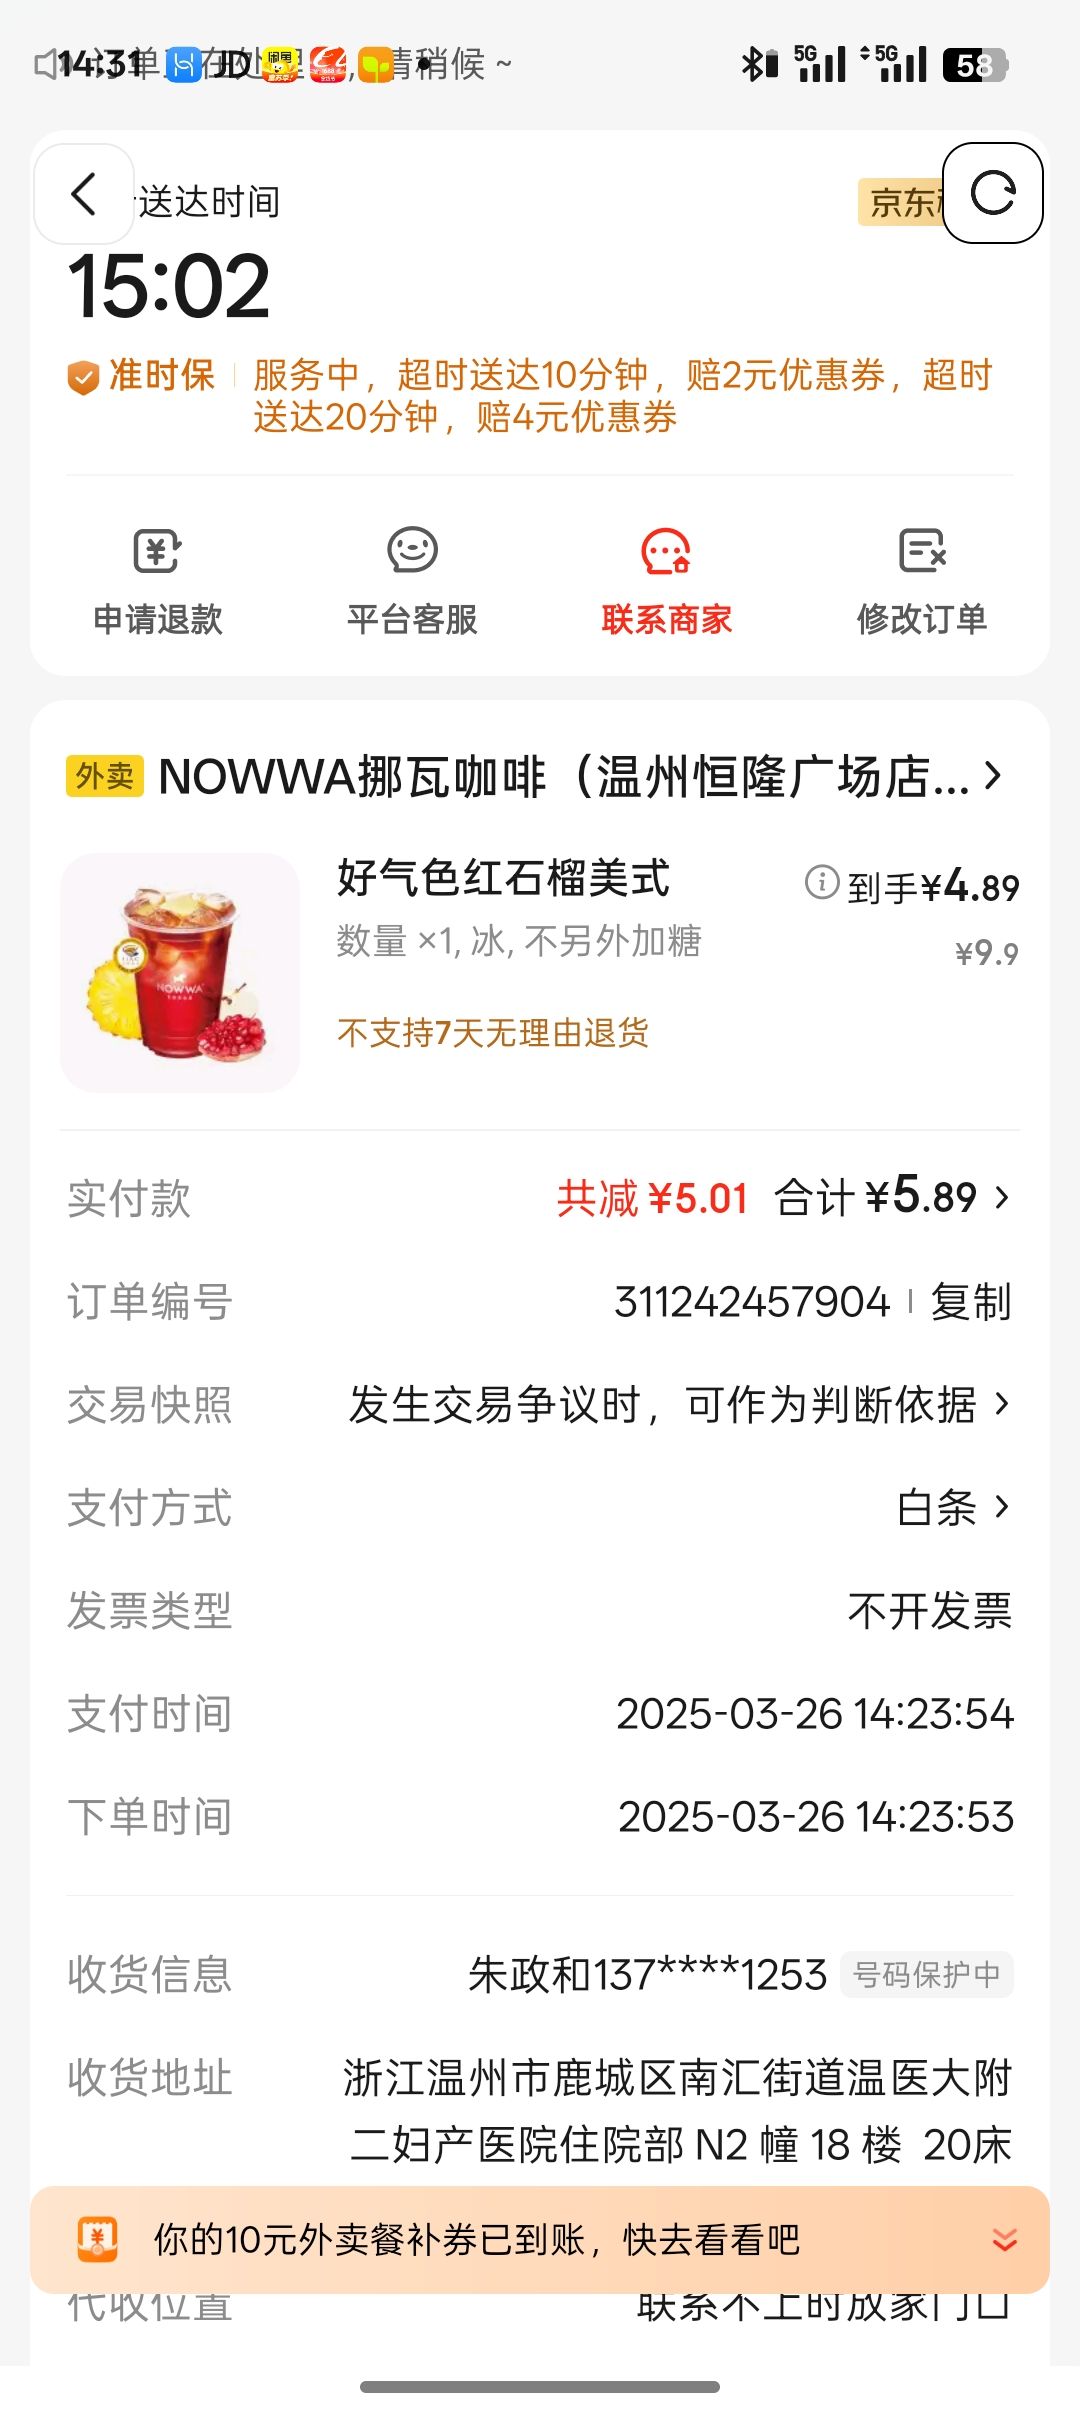 14:31 JD 5G 5G 58
送达时间
京东
15:02
准时保 服务中，超时送达10分钟，赔2元优惠券，超时
送达20分钟，赔4元优惠券
申请退款 平台客服 联系商家 修改订单
外卖 NOWWA挪瓦咖啡（温州恒隆广场店...
好气色红石榴美式 到手¥4.89
数量 ×1, 冰, 不另外加糖 ¥9.9
NOWWA
不支持7天无理由退货
实付款 共减 ¥5.01 合计 ¥5.89
订单编号 311242457904 复制
交易快照 发生交易争议时，可作为判断依据
支付方式 白条
发票类型 不开发票
支付时间 2025-03-26 14:23:54
下单时间 2025-03-26 14:23:53
收货信息 朱政和137****1253 号码保护中
收货地址 浙江温州市鹿城区南汇街道温医大附
二妇产医院住院部 N2 幢 18 楼 20床
你的10元外卖餐补券已到账，快去看看吧
代收位置 联系不上时放家门口